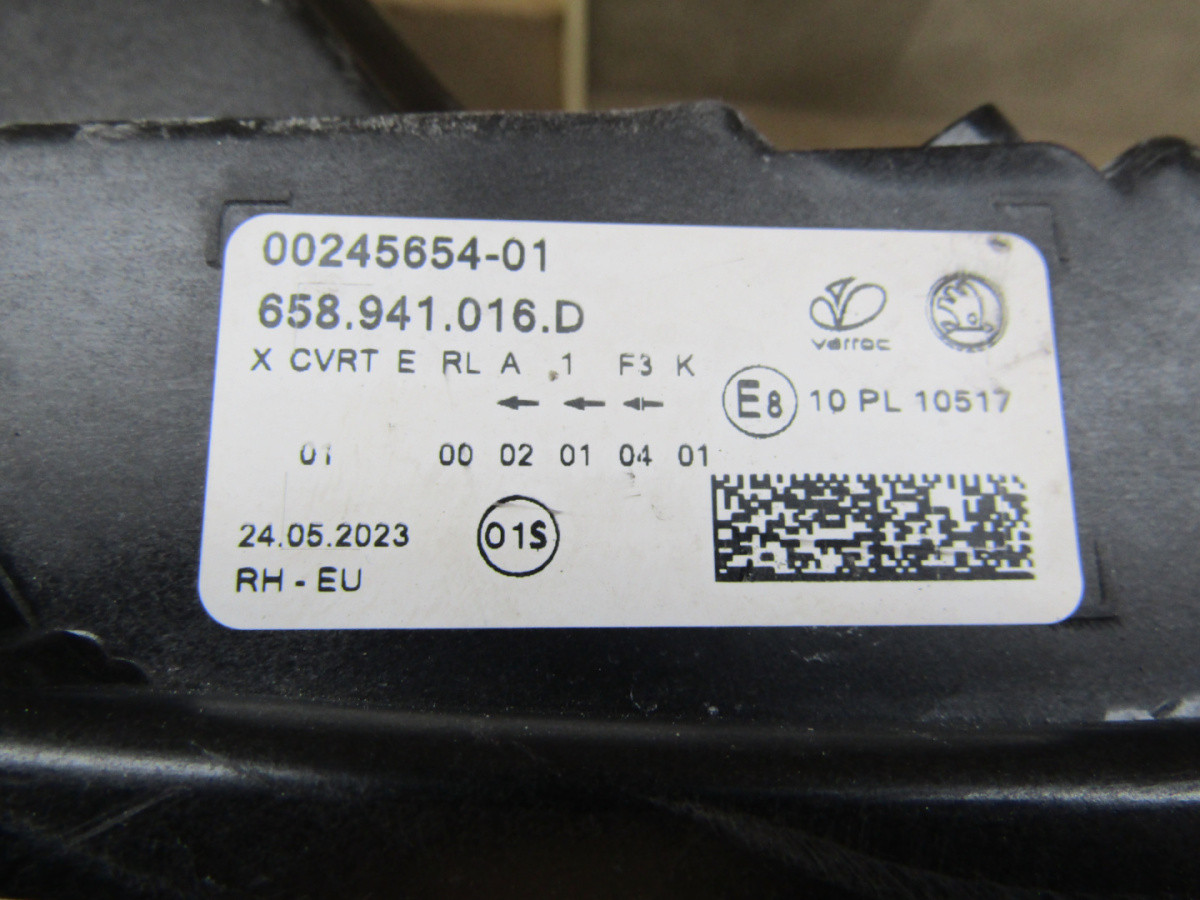 00245654-01
658.941.016.D
varroc
X CVRT E RL A .1 F3 K
E8 10 PL 10517
01 00 02 01 04 01
24.05.2023
01S
RH - EU